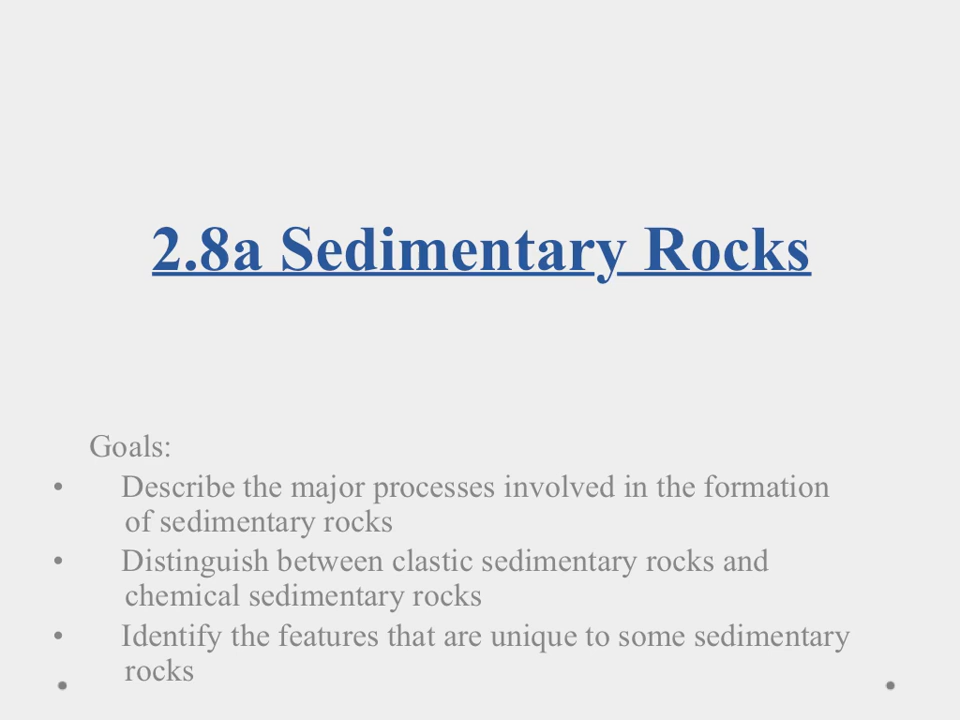 2.8a Sedimentary Rocks
Goals:
• Describe the major processes involved in the formation
of sedimentary rocks
• Distinguish between clastic sedimentary rocks and
chemical sedimentary rocks
• Identify the features that are unique to some sedimentary
rocks